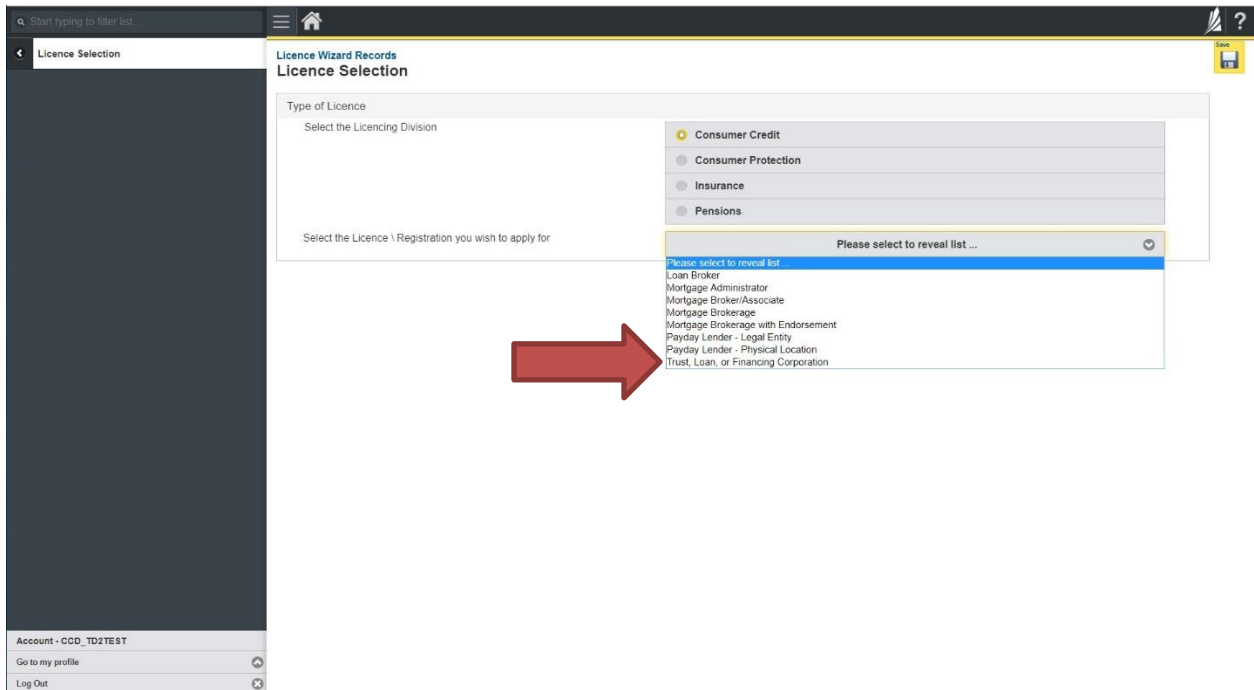 Start typing to filter list...
?
Licence Selection
Save
Licence Wizard Records
Licence Selection
Type of Licence
Select the Licencing Division
Consumer Credit
Consumer Protection
Insurance
Pensions
Select the Licence \ Registration you wish to apply for
Please select to reveal list ...
Please select to reveal list ...
Loan Broker
Mortgage Administrator
Mortgage Broker/Associate
Mortgage Brokerage
Mortgage Brokerage with Endorsement
Payday Lender - Legal Entity
Payday Lender - Physical Location
Trust, Loan, or Financing Corporation
Account - CCD_TD2TEST
Go to my profile
Log Out